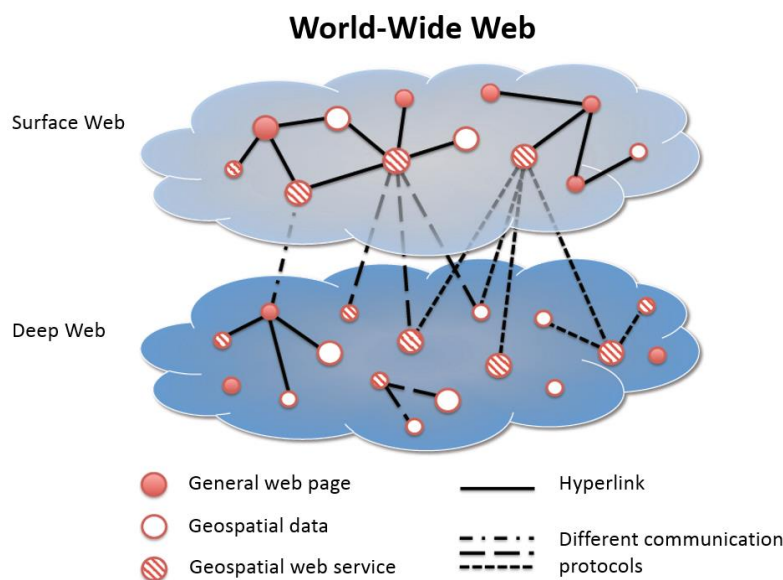 World-Wide Web
Surface Web
Deep Web
General web page
Geospatial data
Geospatial web service
Hyperlink
Different communication
protocols